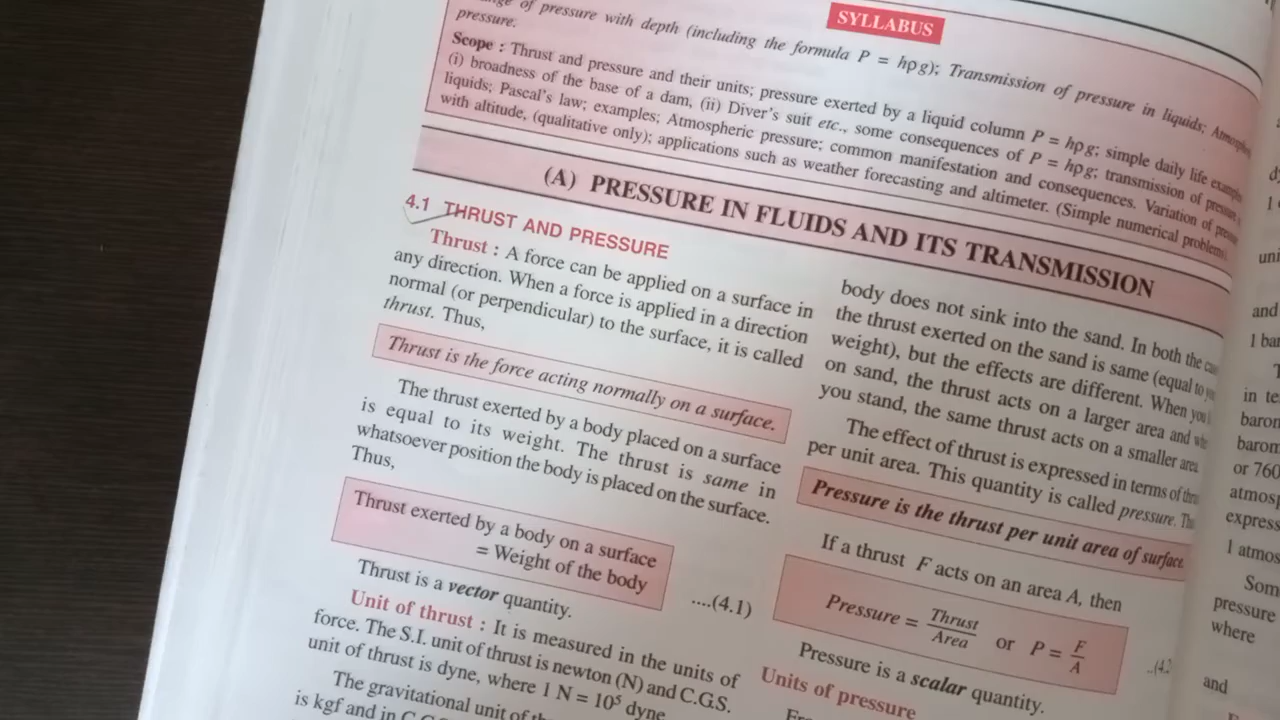 SYLLABUS
of pressure with depth (including the formula P = hρg); Transmission of pressure in liquids;
pressure.
Scope : Thrust and pressure and their units; pressure exerted by a liquid column P = hρg; simple daily life
(i) broadness of the base of a dam, (ii) Diver's suit etc., some consequences of P = hρg; transmission of pressure
liquids; Pascal's law; examples; Atmospheric pressure; common manifestation and consequences. Variation of
with altitude, (qualitative only); applications such as weather forecasting and altimeter. (Simple numerical problems).
(A) PRESSURE IN FLUIDS AND ITS TRANSMISSION
4.1 THRUST AND PRESSURE
Thrust : A force can be applied on a surface in
any direction. When a force is applied in a direction
normal (or perpendicular) to the surface, it is called
thrust. Thus,
Thrust is the force acting normally on a surface.
The thrust exerted by a body placed on a surface
is equal to its weight. The thrust is same in
whatsoever position the body is placed on the surface.
Thus,
Thrust exerted by a body on a surface
= Weight of the body
....(4.1)
Thrust is a vector quantity.
Unit of thrust : It is measured in the units of
force. The S.I. unit of thrust is newton (N) and C.G.S.
unit of thrust is dyne, where 1 N = 10⁵ dyne
The gravitational unit of
is kgf and in
body does not sink into the sand. In both the
the thrust exerted on the sand is same (equal to
weight), but the effects are different. When you
on sand, the thrust acts on a larger area and
you stand, the same thrust acts on a smaller area
The effect of thrust is expressed in terms of
per unit area. This quantity is called pressure.
Pressure is the thrust per unit area of surface.
If a thrust F acts on an area A, then
Pressure = Thrust/Area or P = F/A
Pressure is a scalar quantity.
Units of pressure
and
1 bar
in
or 760
express
1 atmos
Som
pressure
where
and